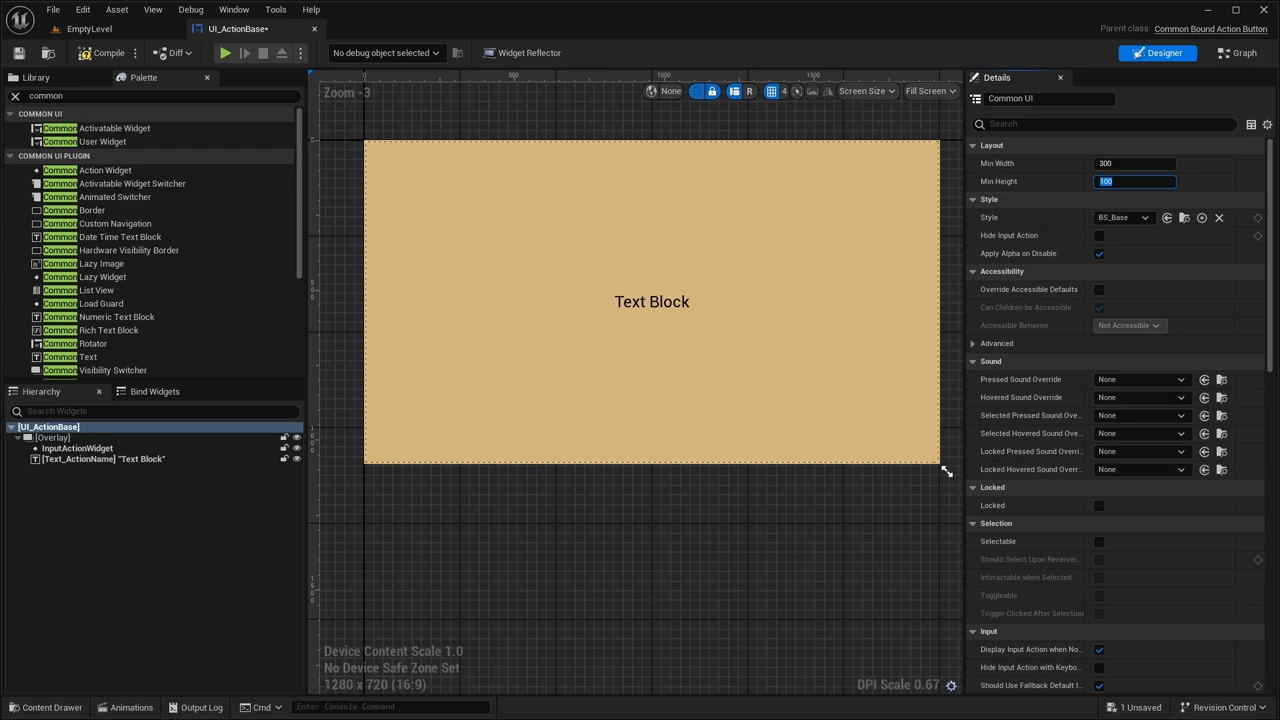 File Edit Asset View Debug Window Tools Help
EmptyLevel
UI_ActionBase•
Parent class: Common Bound Action Button
Compile
Diff
No debug object selected
Widget Reflector
Designer
Graph
Library
Palette
common
COMMON UI
Common Activatable Widget
Common User Widget
COMMON UI PLUGIN
Common Action Widget
Common Activatable Widget Switcher
Common Animated Switcher
Common Border
Common Custom Navigation
Common Date Time Text Block
Common Hardware Visibility Border
Common Lazy Image
Common Lazy Widget
Common List View
Common Load Guard
Common Numeric Text Block
Common Rich Text Block
Common Rotator
Common Text
Common Visibility Switcher
Hierarchy
Bind Widgets
Search Widgets
[UI_ActionBase]
[Overlay]
InputActionWidget
[Text_ActionName] "Text Block"
0 500 1000 1500
Zoom -3
None
R
4
Screen Size
Fill Screen
0
500
1000
1500
Text Block
Device Content Scale 1.0
No Device Safe Zone Set
1280 x 720 (16:9)
DPI Scale 0.67
Details
Common UI
Search
Layout
Min Width 300
Min Height 100
Style
Style BS_Base
Hide Input Action
Apply Alpha on Disable
Accessibility
Override Accessible Defaults
Can Children be Accessible
Accessible Behavior Not Accessible
Advanced
Sound
Pressed Sound Override None
Hovered Sound Override None
Selected Pressed Sound Ove... None
Selected Hovered Sound Over... None
Locked Pressed Sound Overri... None
Locked Hovered Sound Overr... None
Locked
Locked
Selection
Selectable
Should Select Upon Receivin...
Interactable when Selected
Toggleable
Trigger Clicked After Selection
Input
Display Input Action when No...
Hide Input Action with Keybo...
Should Use Fallback Default I...
Content Drawer
Animations
Output Log
Cmd
Enter Console Command
1 Unsaved
Revision Control